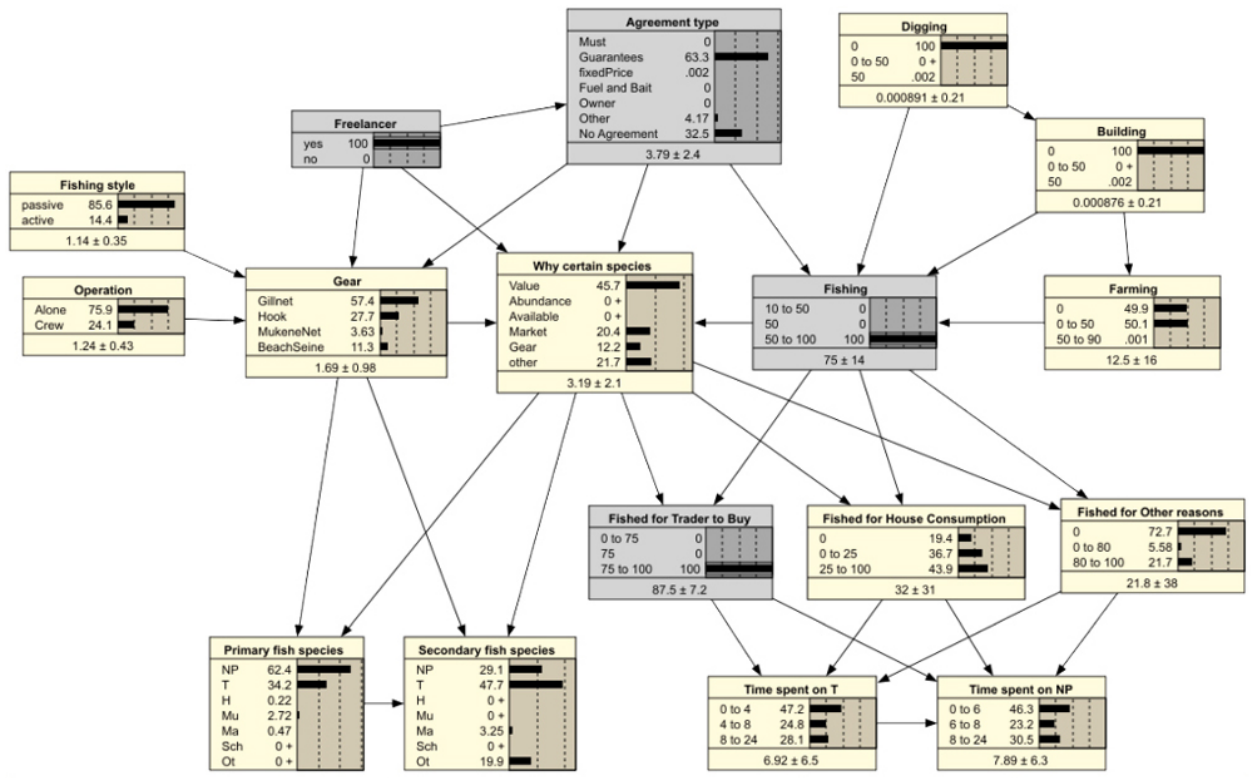 Agreement type
Must 0
Guarantees 63.3
fixedPrice .002
Fuel and Bait 0
Owner 0
Other 4.17
No Agreement 32.5
3.79 ± 2.4
Digging
0 100
0 to 50 0 +
50 .002
0.000891 ± 0.21
Freelancer
yes 100
no 0
Building
0 100
0 to 50 0 +
50 .002
0.000876 ± 0.21
Fishing style
passive 85.6
active 14.4
1.14 ± 0.35
Operation
Alone 75.9
Crew 24.1
1.24 ± 0.43
Gear
Gillnet 57.4
Hook 27.7
MukeneNet 3.63
BeachSeine 11.3
1.69 ± 0.98
Why certain species
Value 45.7
Abundance 0 +
Available 0 +
Market 20.4
Gear 12.2
other 21.7
3.19 ± 2.1
Fishing
10 to 50 0
50 0
50 to 100 100
75 ± 14
Farming
0 49.9
0 to 50 50.1
50 to 90 .001
12.5 ± 16
Fished for Trader to Buy
0 to 75 0
75 0
75 to 100 100
87.5 ± 7.2
Fished for House Consumption
0 19.4
0 to 25 36.7
25 to 100 43.9
32 ± 31
Fished for Other reasons
0 72.7
0 to 80 5.58
80 to 100 21.7
21.8 ± 38
Primary fish species
NP 62.4
T 34.2
H 0.22
Mu 2.72
Ma 0.47
Sch 0 +
Ot 0 +
Secondary fish species
NP 29.1
T 47.7
H 0 +
Mu 0 +
Ma 3.25
Sch 0 +
Ot 19.9
Time spent on T
0 to 4 47.2
4 to 8 24.8
8 to 24 28.1
6.92 ± 6.5
Time spent on NP
0 to 6 46.3
6 to 8 23.2
8 to 24 30.5
7.89 ± 6.3